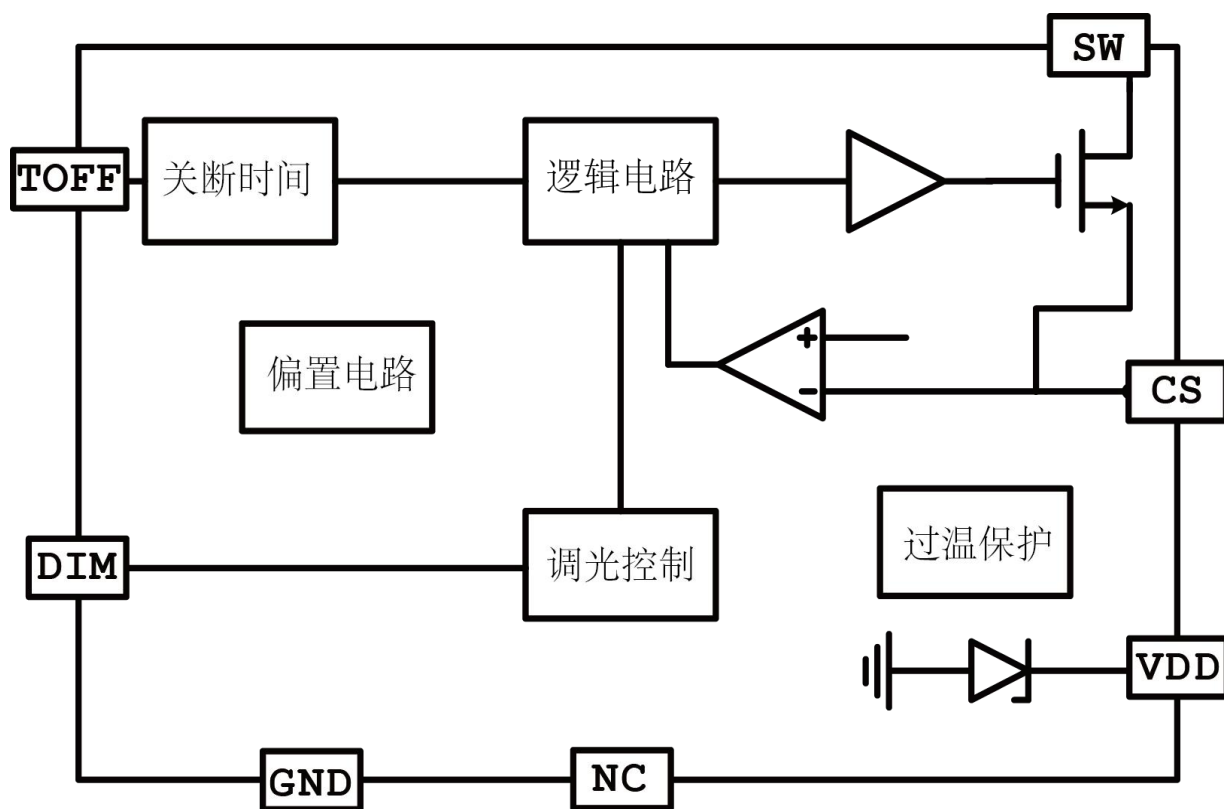 SW
TOFF
关断时间
逻辑电路
+
偏置电路
-
CS
过温保护
DIM
调光控制
VDD
GND
NC